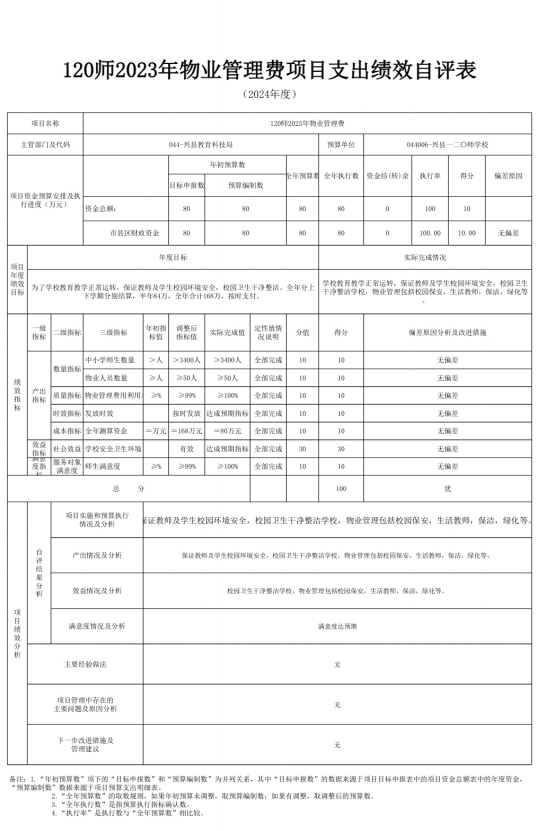 120师2023年物业管理费项目支出绩效自评表
（2024年度）
项目名称 120师2023年物业管理费
主管部门及代码 044-兴县教育科技局 预算单位 044006-兴县一二〇师学校
项目资金预算安排及执行进度（万元） 年初预算数 全年预算数 全年执行数 资金结(转)余 执行率 得分 偏差原因
目标申报数 预算编制数
资金总额： 80 80 80 80 0 100 10
市县区财政资金 80 80 80 80 0 100.00 10.00 无偏差
项目年度绩效目标 年度目标 实际完成情况
为了学校教育教学正常运转，保证教师及学生校园环境安全，校园卫生干净整洁、全年分上下学期分别结算、半年84万，全年合计168万，按时支付。
学校教育教学正常运转，保证教师及学生校园环境安全，校园卫生干净整洁学校，物业管理包括校园保安，生活教师，保洁，绿化等。
绩效指标 一级指标 二级指标 三级指标 年初指标值 调整后指标值 实际完成值 定性值情况说明 分值 得分 偏差原因分析及改进措施
产出指标 数量指标 中小学师生数量 ＞人 ＞3400人 ＞3400人 全部完成 10 10 无偏差
物业人员数量 ≥人 ≥50人 ≥50人 全部完成 10 10 无偏差
质量指标 物业管理费用利用 ≥% ≥99% ≥100% 全部完成 10 10 无偏差
时效指标 发放时效 按时发放 达成预期指标 全部完成 10 10 无偏差
成本指标 全年测算资金 ＝万元 ＝168万元 ＝80万元 全部完成 10 10 无偏差
效益指标 社会效益 学校安全卫生环境 有效 达成预期指标 全部完成 30 30 无偏差
满意度指标 服务对象满意度 师生满意度 ≥% ≥99% ≥100% 全部完成 10 10 无偏差
总 分 100 优
项目绩效分析 自评结果分析 项目实施和预算执行情况及分析 保证教师及学生校园环境安全，校园卫生干净整洁学校，物业管理包括校园保安，生活教师，保洁，绿化等。
产出情况及分析 保证教师及学生校园环境安全，校园卫生干净整洁学校，物业管理包括校园保安，生活教师，保洁，绿化等。
效益情况及分析 校园卫生干净整洁学校，物业管理包括校园保安，生活教师，保洁，绿化等。
满意度情况及分析 满意度达预期
主要经验做法 无
项目管理中存在的主要问题及原因分析 无
下一步改进措施及管理建议 无
备注：1.“年初预算数”项下的“目标申报数”和“预算编制数”为并列关系，其中“目标申报数”的数据来源于项目目标申报表中的项目资金总额表中的年度资金，
“预算编制数”数据来源于项目预算支出明细表。
2.“全年预算数”的取数规则，如果年初预算未调整，取预算编制数；如果有调整，取调整后的预算数。
3.“全年执行数”是指预算执行指标确认数。
4.“执行率”是执行数与“全年预算数”相比较。